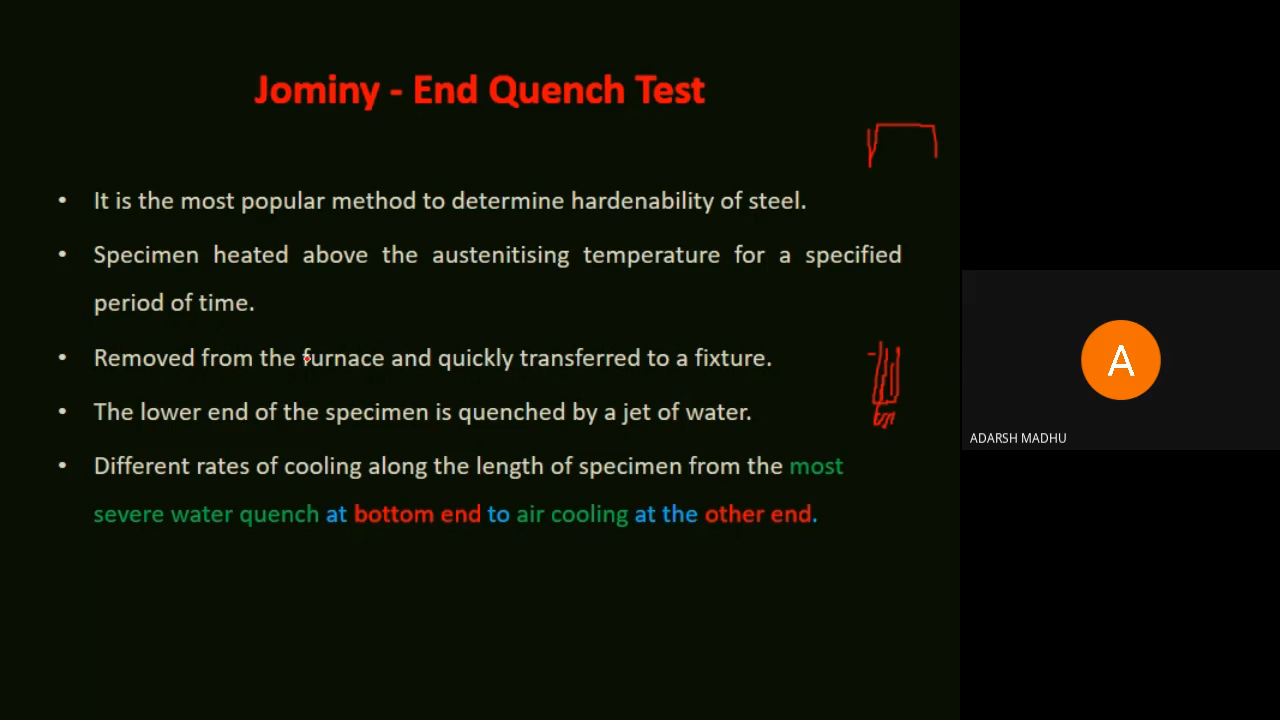 Jominy - End Quench Test
• It is the most popular method to determine hardenability of steel.
• Specimen heated above the austenitising temperature for a specified
period of time.
• Removed from the furnace and quickly transferred to a fixture.
• The lower end of the specimen is quenched by a jet of water.
• Different rates of cooling along the length of specimen from the most
severe water quench at bottom end to air cooling at the other end.
A
ADARSH MADHU